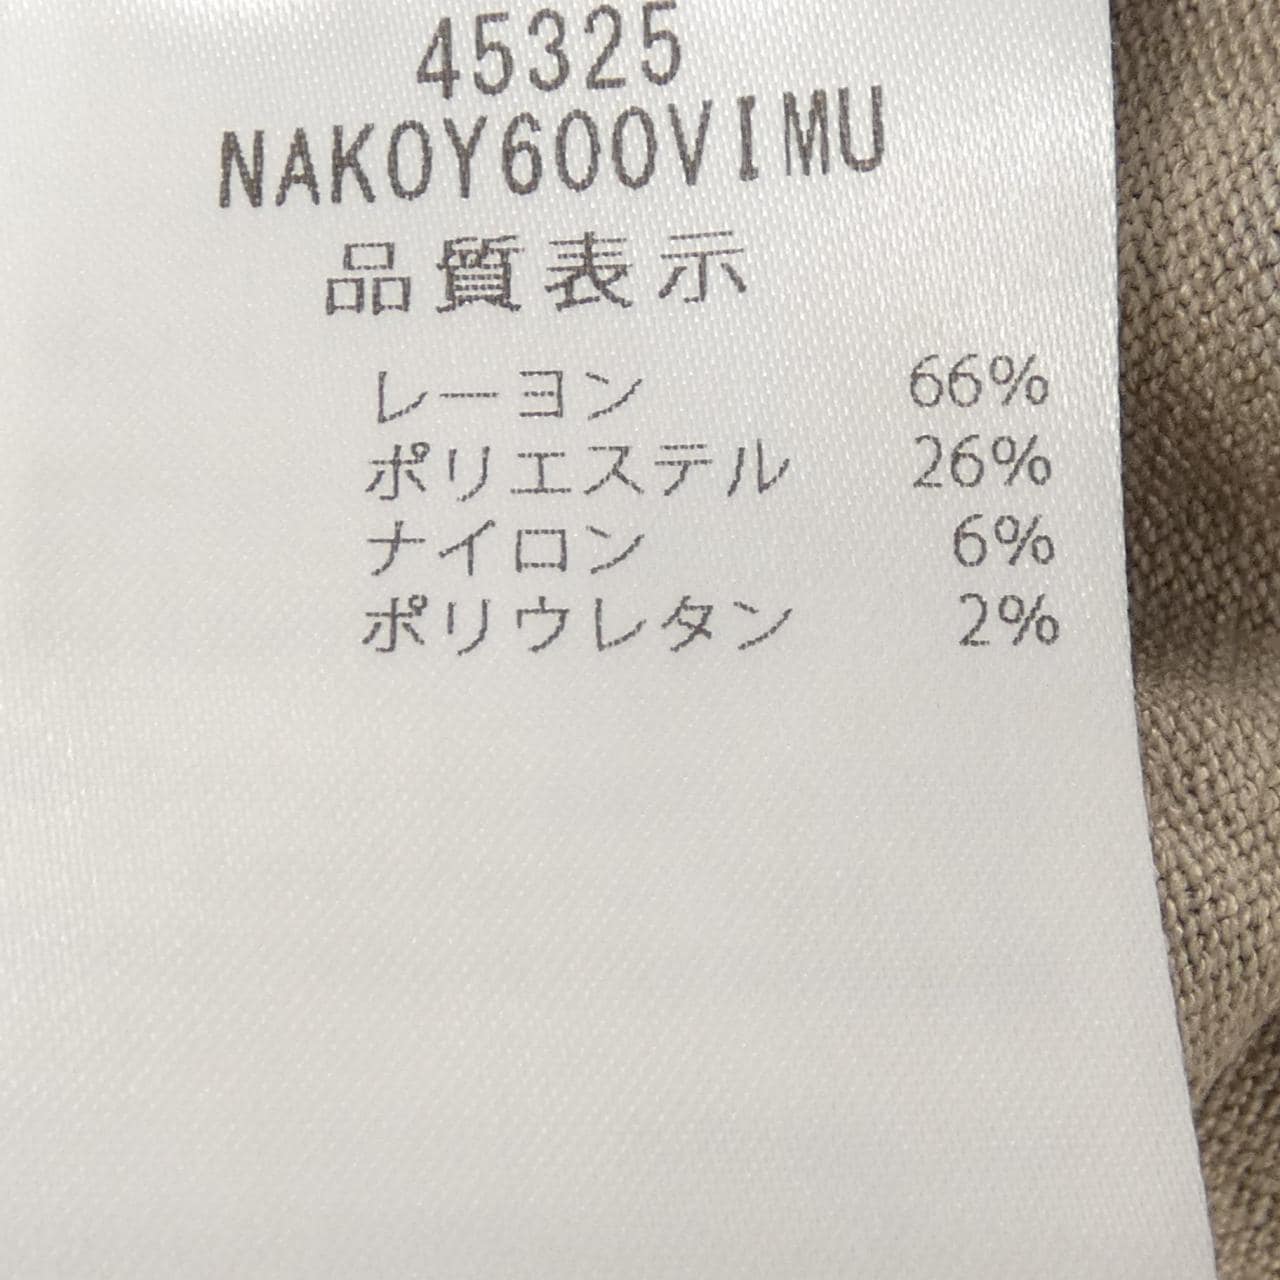 45325
NAKOY600VIMU
品質表示
レーヨン 66%
ポリエステル 26%
ナイロン 6%
ポリウレタン 2%